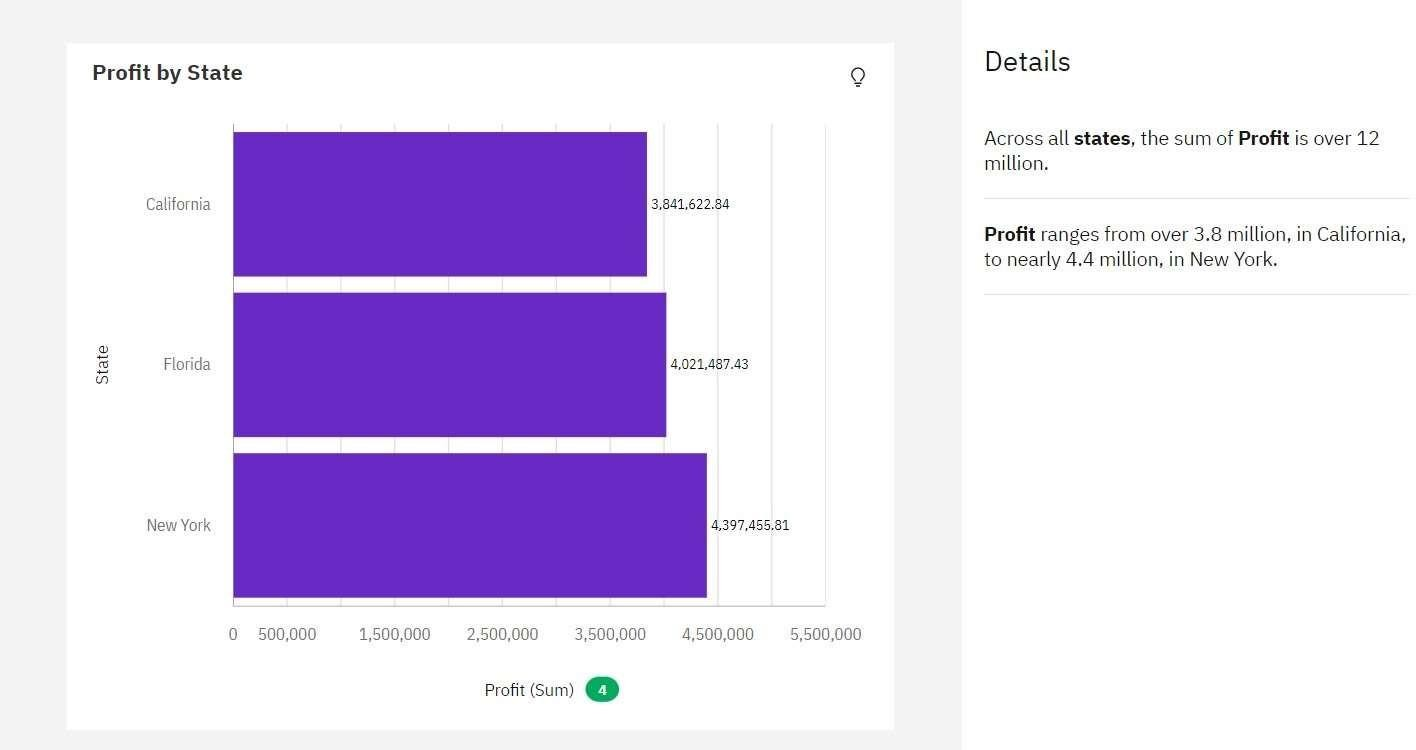 Profit by State
California
3,841,622.84
Florida
4,021,487.43
New York
4,397,455.81
State
0 500,000 1,500,000 2,500,000 3,500,000 4,500,000 5,500,000
Profit (Sum) 4
Details
Across all states, the sum of Profit is over 12
million.
Profit ranges from over 3.8 million, in California,
to nearly 4.4 million, in New York.